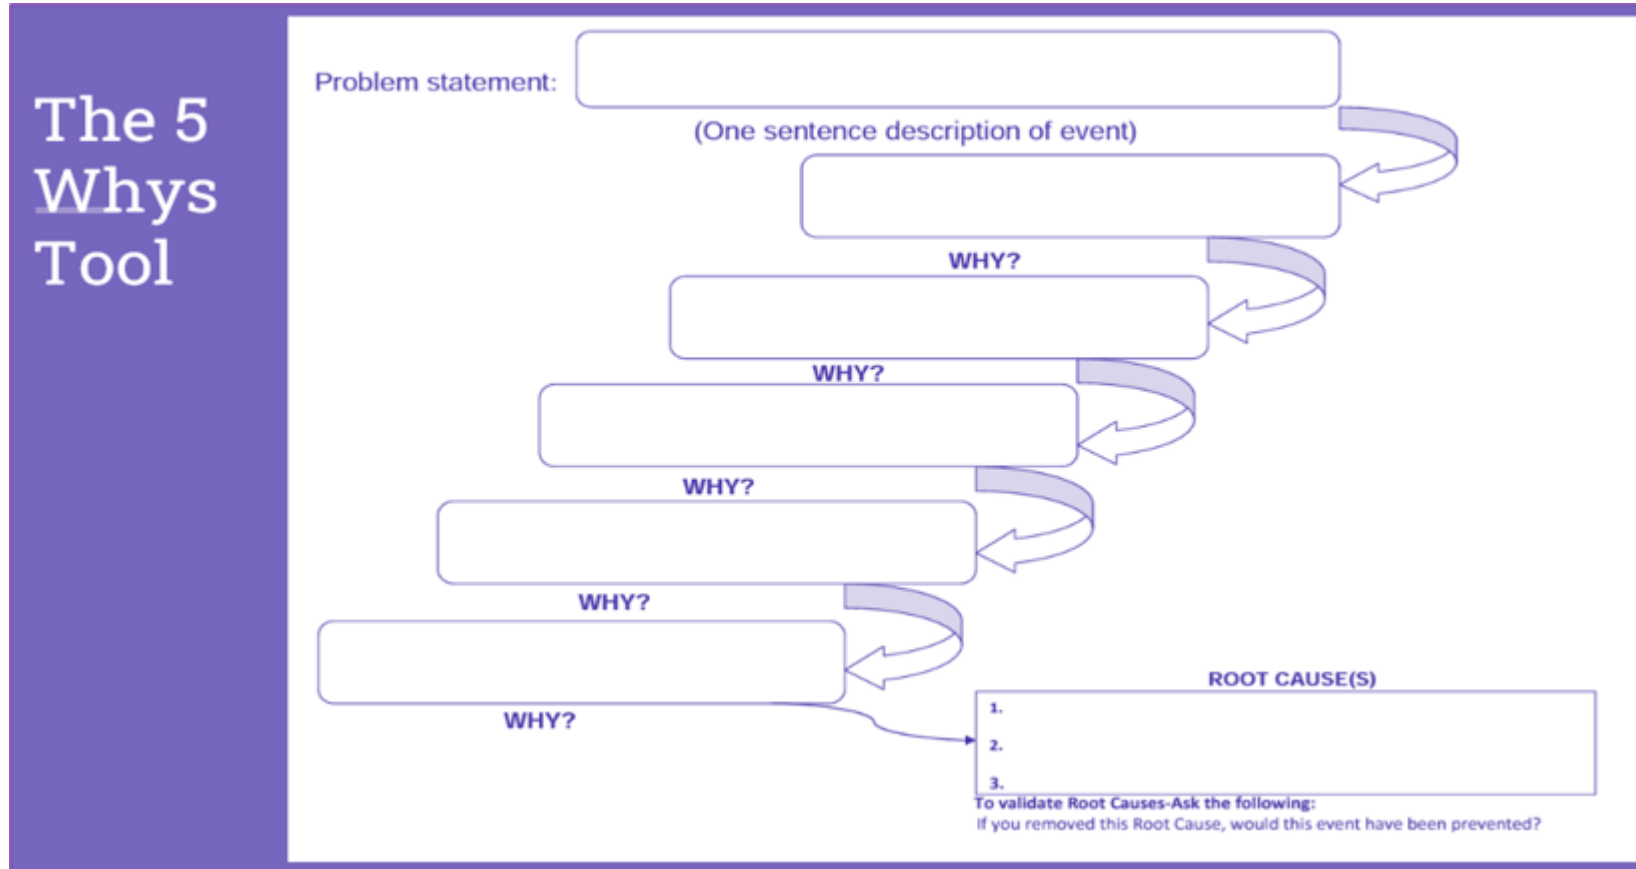 The 5
Whys
Tool
Problem statement:
(One sentence description of event)
WHY?
WHY?
WHY?
WHY?
WHY?
ROOT CAUSE(S)
1.
2.
3.
To validate Root Causes-Ask the following:
If you removed this Root Cause, would this event have been prevented?